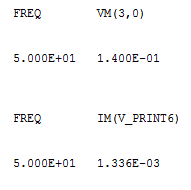 FREQ VM(3,0)
5.000E+01 1.400E-01
FREQ IM(V_PRINT6)
5.000E+01 1.336E-03